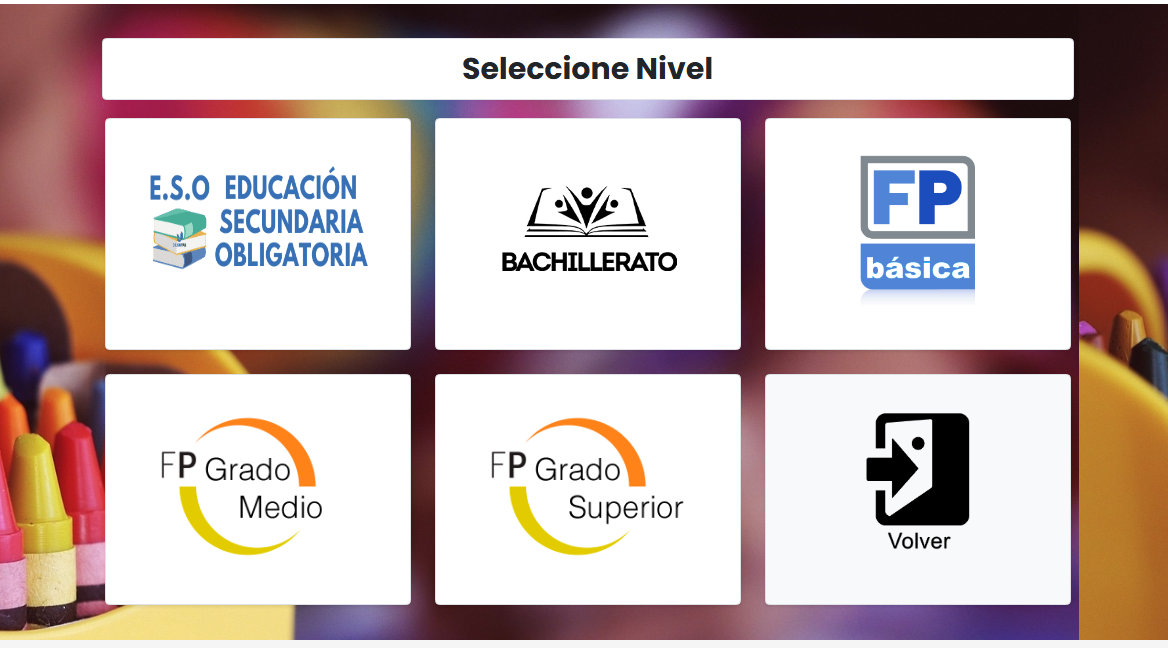 Seleccione Nivel
E.S.O EDUCACIÓN
SECUNDARIA
OBLIGATORIA
BACHILLERATO
FP
básica
FP Grado
Medio
FP Grado
Superior
Volver